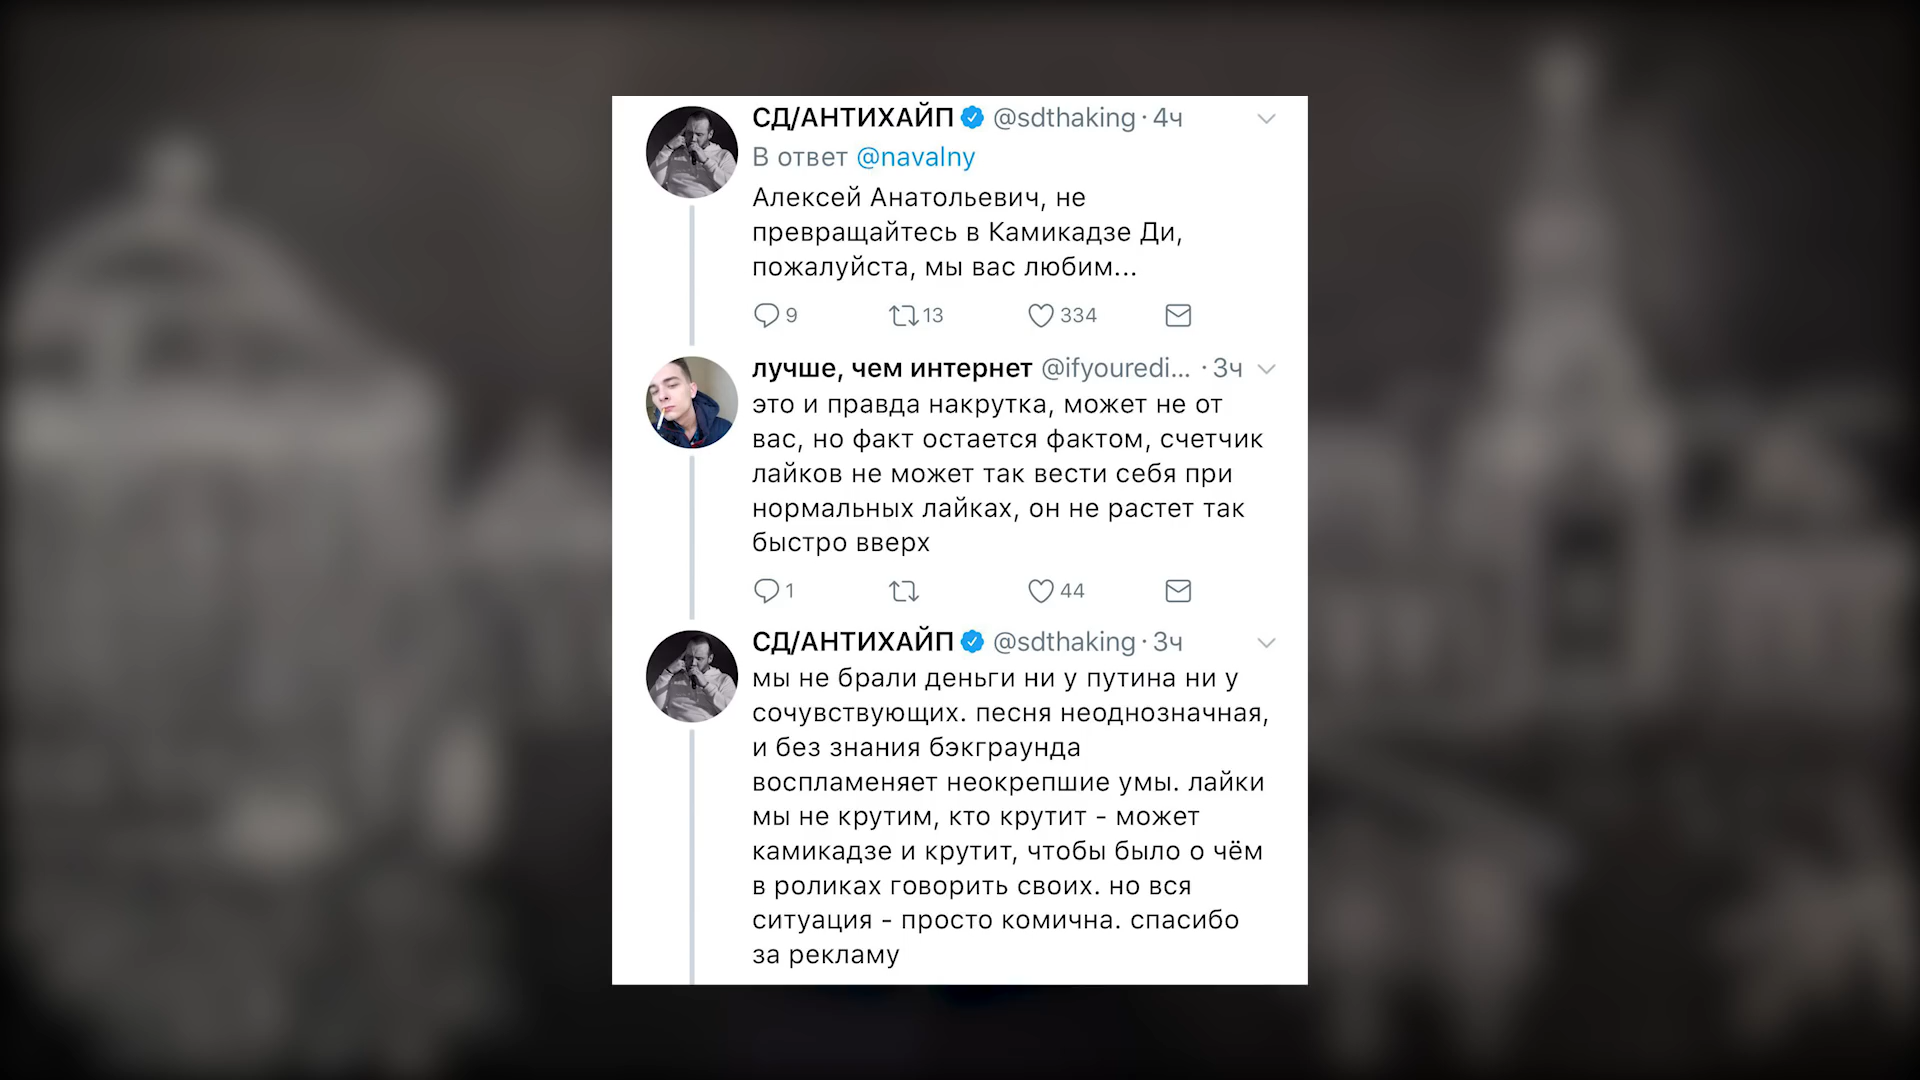 СД/АНТИХАЙП @sdthaking · 4ч
В ответ @navalny
Алексей Анатольевич, не
превращайтесь в Камикадзе Ди,
пожалуйста, мы вас любим...
9 13 334
лучше, чем интернет @ifyouredi... · 3ч
это и правда накрутка, может не от
вас, но факт остается фактом, счетчик
лайков не может так вести себя при
нормальных лайках, он не растет так
быстро вверх
1 44
СД/АНТИХАЙП @sdthaking · 3ч
мы не брали деньги ни у путина ни у
сочувствующих. песня неоднозначная,
и без знания бэкграунда
воспламеняет неокрепшие умы. лайки
мы не крутим, кто крутит - может
камикадзе и крутит, чтобы было о чём
в роликах говорить своих. но вся
ситуация - просто комична. спасибо
за рекламу